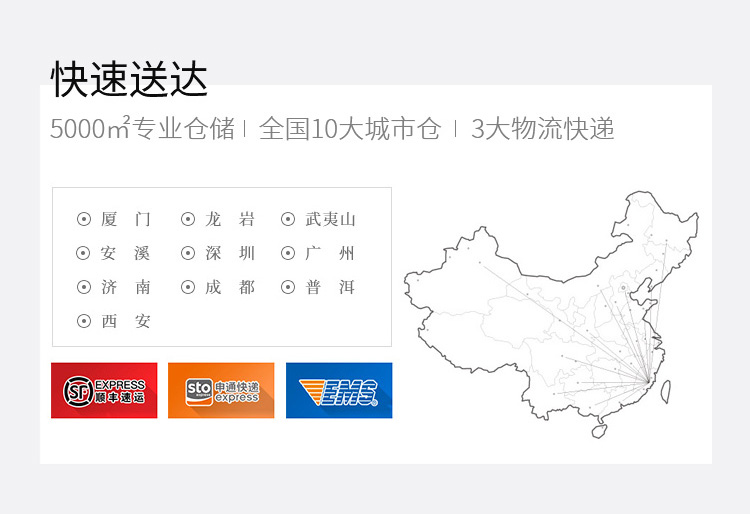 快速送达
5000㎡专业仓储 | 全国10大城市仓 | 3大物流快递
厦门 龙岩 武夷山
安溪 深圳 广州
济南 成都 普洱
西安
SF EXPRESS 顺丰速运
sto express 申通快递 express
EMS®